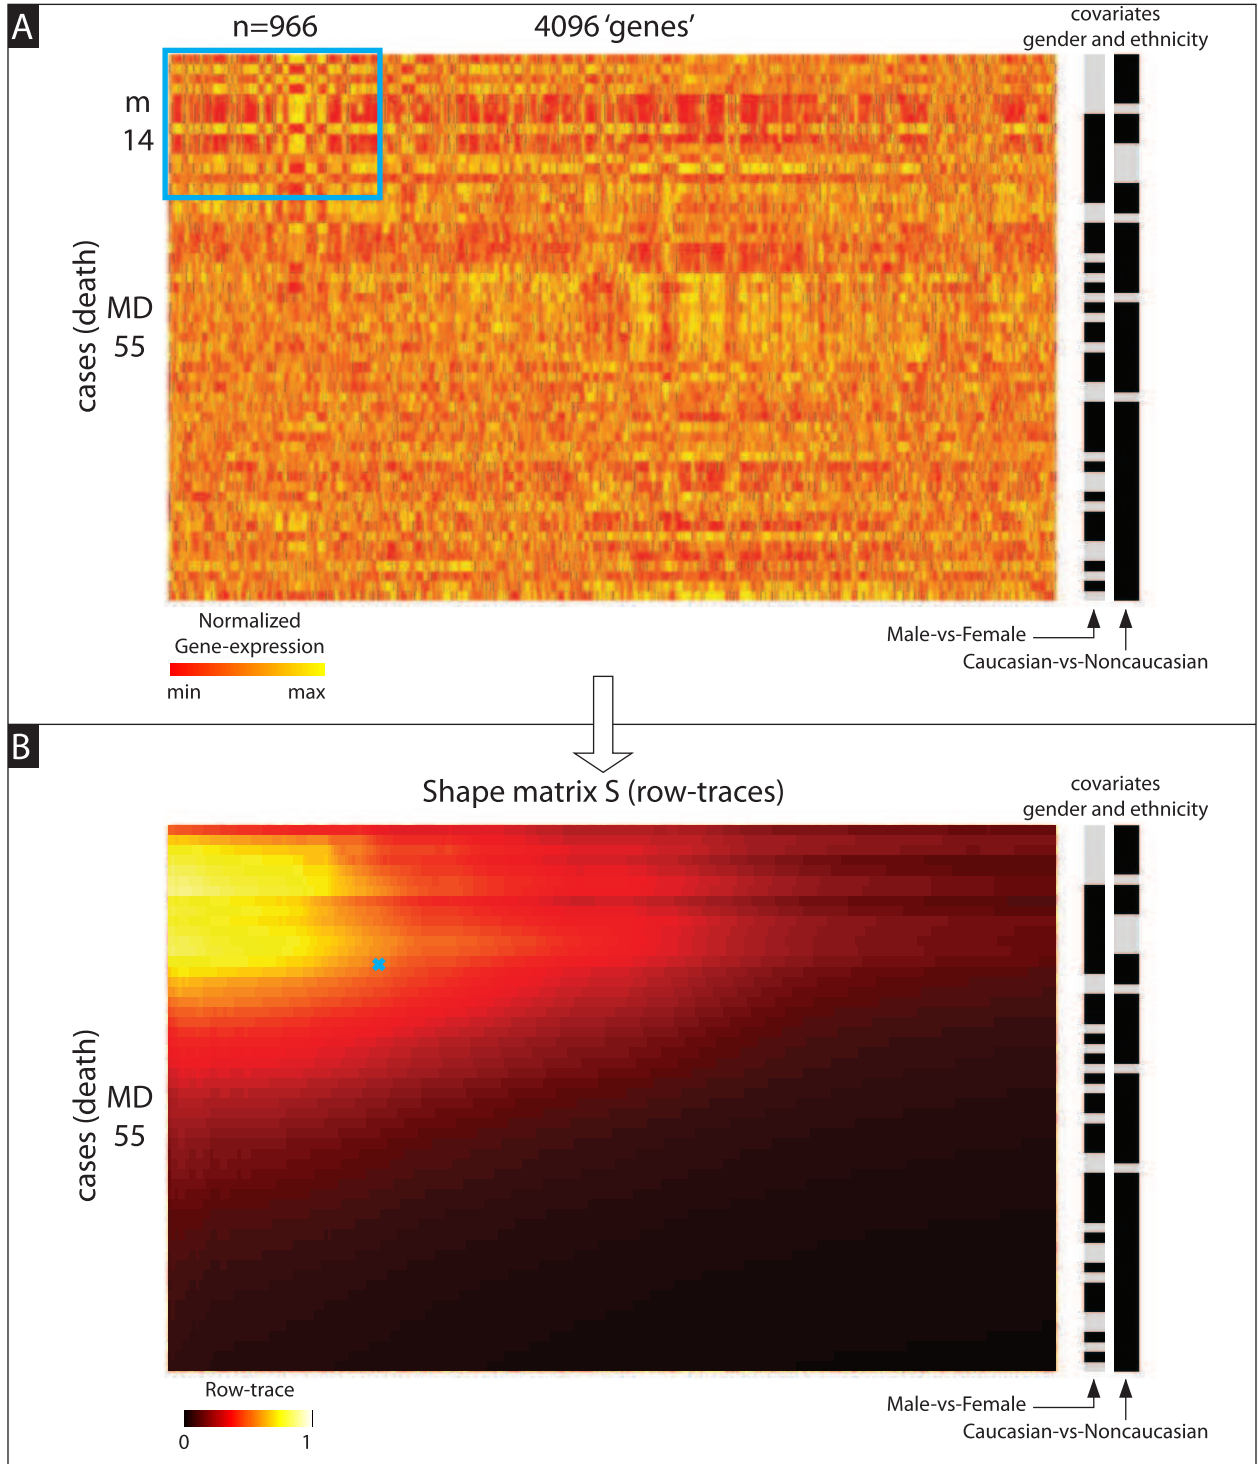 A
n=966
4096 ‘genes’
covariates
gender and ethnicity
m
14
cases (death)
MD
55
Normalized
Gene-expression
min max
Male-vs-Female
Caucasian-vs-Noncaucasian
B
Shape matrix S (row-traces)
covariates
gender and ethnicity
cases (death)
MD
55
Row-trace
0 1
Male-vs-Female
Caucasian-vs-Noncaucasian